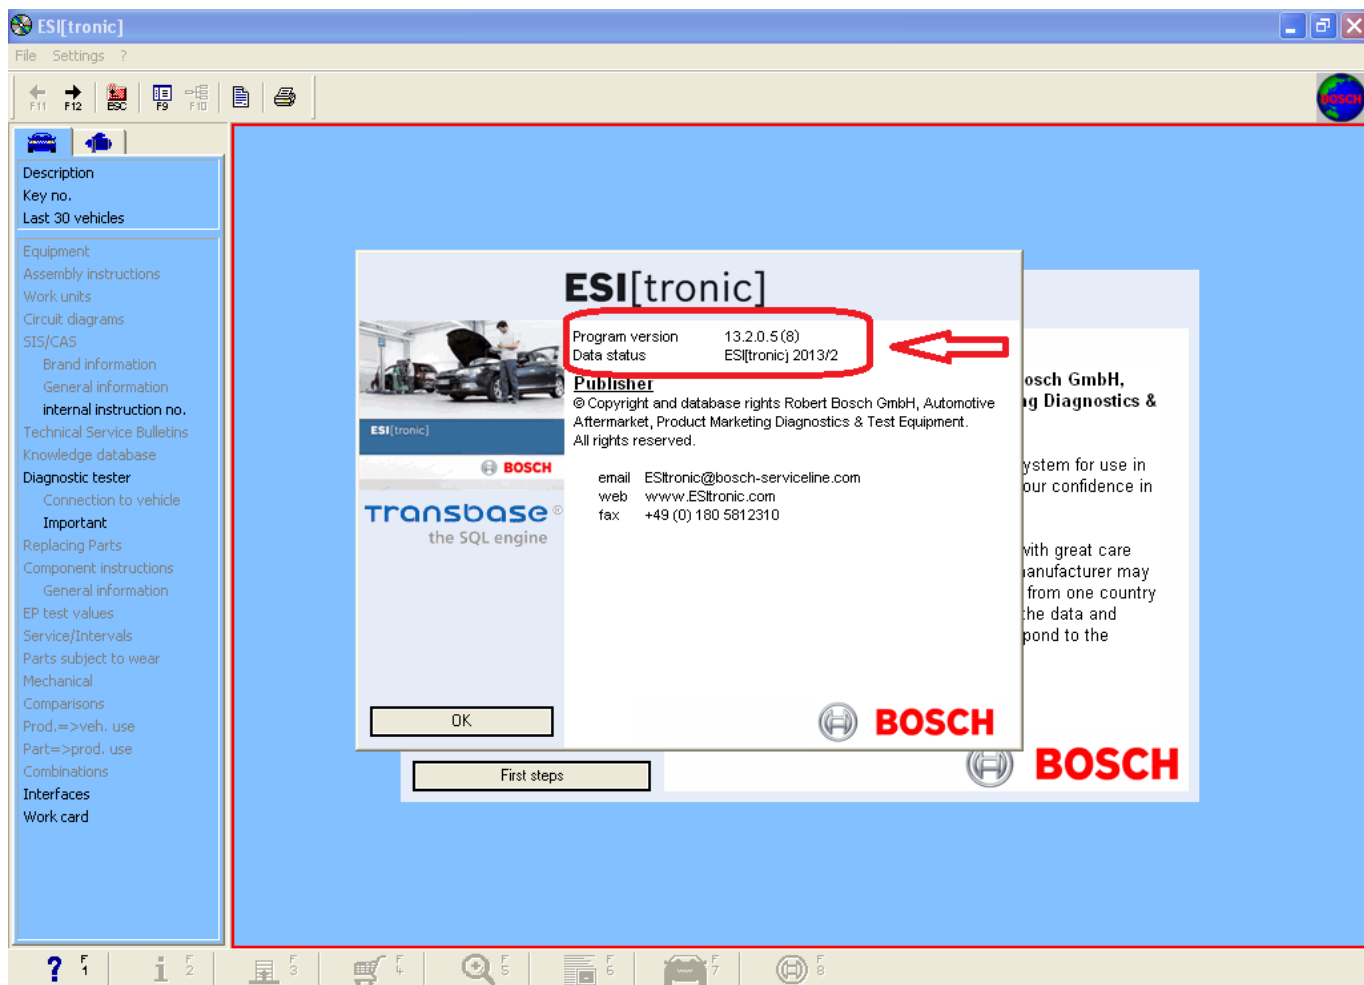 ESI[tronic]
File Settings ?
F11 F12 ESC F9 F10
BOSCH
Description
Key no.
Last 30 vehicles
Equipment
Assembly instructions
Work units
Circuit diagrams
SIS/CAS
Brand information
General information
internal instruction no.
Technical Service Bulletins
Knowledge database
Diagnostic tester
Connection to vehicle
Important
Replacing Parts
Component instructions
General information
EP test values
Service/Intervals
Parts subject to wear
Mechanical
Comparisons
Prod.=>veh. use
Part=>prod. use
Combinations
Interfaces
Work card
ESI[tronic]
Program version 13.2.0.5(8)
Data status ESI[tronic] 2013/2
Publisher
© Copyright and database rights Robert Bosch GmbH, Automotive
Aftermarket, Product Marketing Diagnostics & Test Equipment.
All rights reserved.
email ESItronic@bosch-serviceline.com
web www.ESItronic.com
fax +49 (0) 180 5812310
ESI[tronic]
BOSCH
Transbase®
the SQL engine
OK
BOSCH
osch GmbH,
ng Diagnostics &
ystem for use in
our confidence in
with great care
anufacturer may
from one country
the data and
pond to the
First steps
BOSCH
? F1 i F2 F3 F4 F5 F6 F7 F8